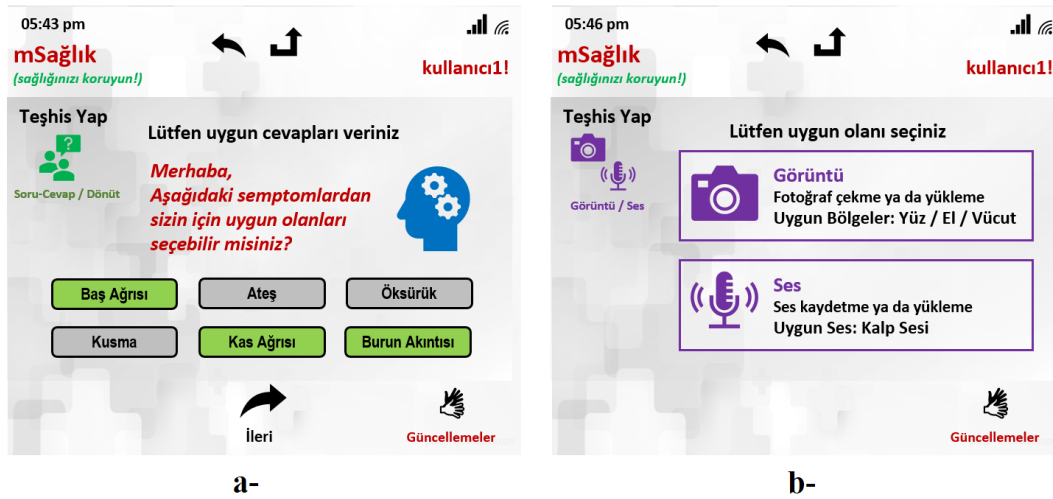 05:43 pm
mSağlık
(sağlığınızı koruyun!)
kullanıcı1!
Teşhis Yap
Soru-Cevap / Dönüt
Lütfen uygun cevapları veriniz
Merhaba,
Aşağıdaki semptomlardan
sizin için uygun olanları
seçebilir misiniz?
Baş Ağrısı
Ateş
Öksürük
Kusma
Kas Ağrısı
Burun Akıntısı
İleri
Güncellemeler
a-
05:46 pm
mSağlık
(sağlığınızı koruyun!)
kullanıcı1!
Teşhis Yap
Görüntü / Ses
Lütfen uygun olanı seçiniz
Görüntü
Fotoğraf çekme ya da yükleme
Uygun Bölgeler: Yüz / El / Vücut
Ses
Ses kaydetme ya da yükleme
Uygun Ses: Kalp Sesi
Güncellemeler
b-